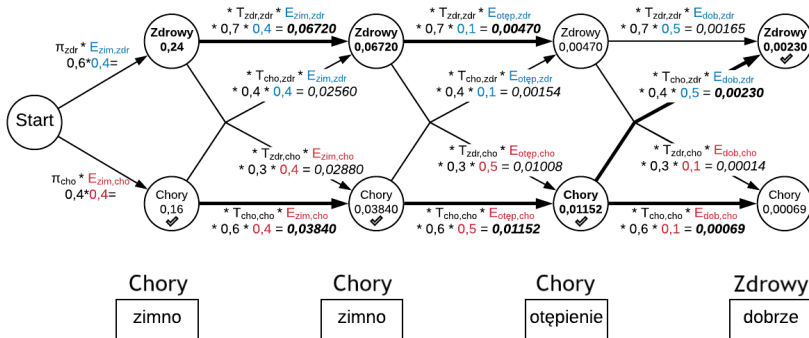 Start
π_zdr * E_zim,zdr
0,6*0,4=
π_cho * E_zim,cho
0,4*0,4=
Zdrowy
0,24
Chory
0,16
* T_zdr,zdr * E_zim,zdr
* 0,7 * 0,4 = 0,06720
* T_cho,zdr * E_zim,zdr
* 0,4 * 0,4 = 0,02560
* T_zdr,cho * E_zim,cho
* 0,3 * 0,4 = 0,02880
* T_cho,cho * E_zim,cho
* 0,6 * 0,4 = 0,03840
Zdrowy
0,06720
Chory
0,03840
* T_zdr,zdr * E_otęp,zdr
* 0,7 * 0,1 = 0,00470
* T_cho,zdr * E_otęp,zdr
* 0,4 * 0,1 = 0,00154
* T_zdr,cho * E_otęp,cho
* 0,3 * 0,5 = 0,01008
* T_cho,cho * E_otęp,cho
* 0,6 * 0,5 = 0,01152
Zdrowy
0,00470
Chory
0,01152
* T_zdr,zdr * E_dob,zdr
* 0,7 * 0,5 = 0,00165
* T_cho,zdr * E_dob,zdr
* 0,4 * 0,5 = 0,00230
* T_zdr,cho * E_dob,cho
* 0,3 * 0,1 = 0,00014
* T_cho,cho * E_dob,cho
* 0,6 * 0,1 = 0,00069
Zdrowy
0,00230
Chory
0,00069
Chory
zimno
Chory
zimno
Chory
otępienie
Zdrowy
dobrze